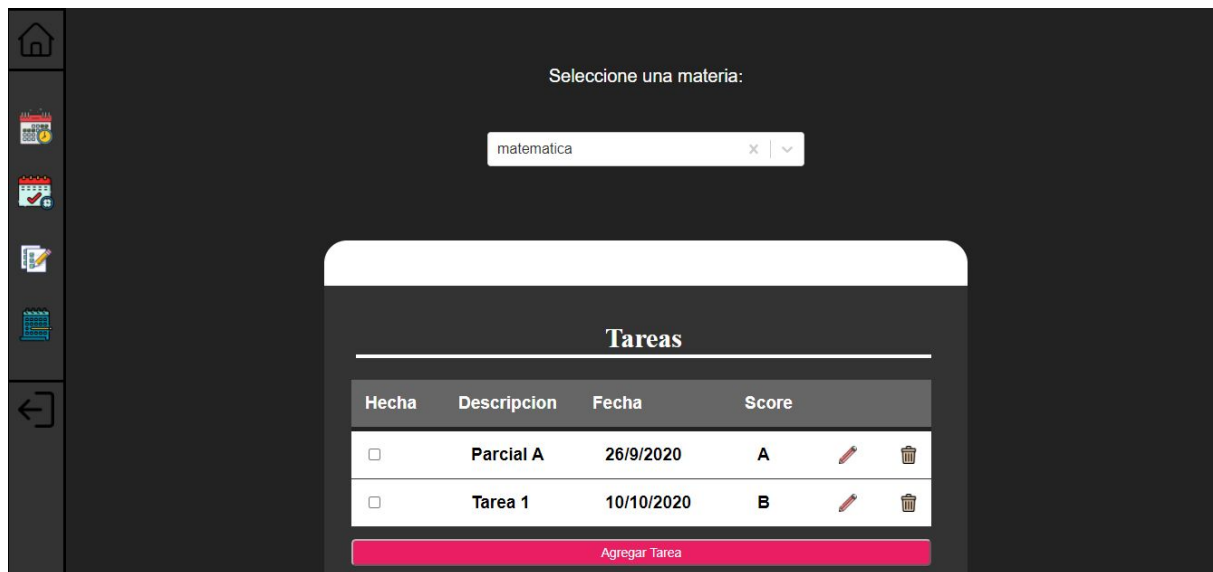 Seleccione una materia:
matematica
Tareas
Hecha Descripcion Fecha Score
Parcial A 26/9/2020 A
Tarea 1 10/10/2020 B
Agregar Tarea